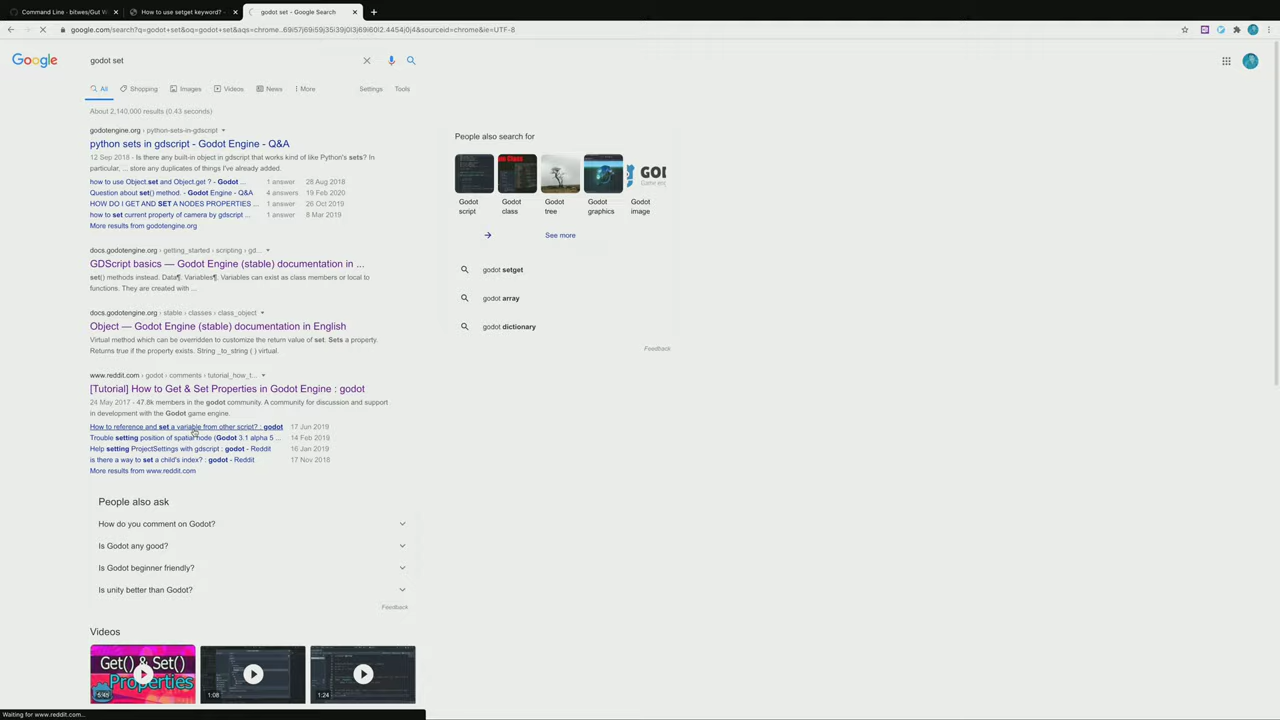 Command Line - bitwes/Gut W
How to use setget keyword? -
godot set - Google Search
google.com/search?q=godot+set&oq=godot+set&aqs=chrome..69i57j69i59j35i39j0l3j69i60l2.4454j0j4&sourceid=chrome&ie=UTF-8
Google
godot set
All
Shopping
Images
Videos
News
More
Settings
Tools
About 2,140,000 results (0.43 seconds)
godotengine.org › python-sets-in-gdscript
python sets in gdscript - Godot Engine - Q&A
12 Sep 2018 - Is there any built-in object in gdscript that works kind of like Python's sets? In
particular, ... store any duplicates of things I've already added.
how to use Object.set and Object.get ? - Godot ... 1 answer 28 Aug 2018
Question about set() method. - Godot Engine - Q&A 4 answers 19 Feb 2020
HOW DO I GET AND SET A NODES PROPERTIES ... 1 answer 26 Oct 2019
how to set current property of camera by gdscript ... 1 answer 8 Mar 2019
More results from godotengine.org
docs.godotengine.org › getting_started › scripting › gd...
GDScript basics — Godot Engine (stable) documentation in ...
set() methods instead. Data¶. Variables¶. Variables can exist as class members or local to
functions. They are created with ...
docs.godotengine.org › stable › classes › class_object
Object — Godot Engine (stable) documentation in English
Virtual method which can be overridden to customize the return value of set. Sets a property.
Returns true if the property exists. String _to_string ( ) virtual.
www.reddit.com › godot › comments › tutorial_how_t...
[Tutorial] How to Get & Set Properties in Godot Engine : godot
24 May 2017 - 47.8k members in the godot community. A community for discussion and support
in development with the Godot game engine.
How to reference and set a variable from other script? : godot 17 Jun 2019
Trouble setting position of spatial node (Godot 3.1 alpha 5 ... 14 Feb 2019
Help setting ProjectSettings with gdscript : godot - Reddit 16 Jan 2019
is there a way to set a child's index? : godot - Reddit 17 Nov 2018
More results from www.reddit.com
People also ask
How do you comment on Godot?
Is Godot any good?
Is Godot beginner friendly?
Is unity better than Godot?
Feedback
Videos
Get() & Set()
Properties
5:45
1:08
1:24
People also search for
Godot script
Godot class
Godot tree
Godot graphics
Godot image
See more
godot setget
godot array
godot dictionary
Feedback
Waiting for www.reddit.com...